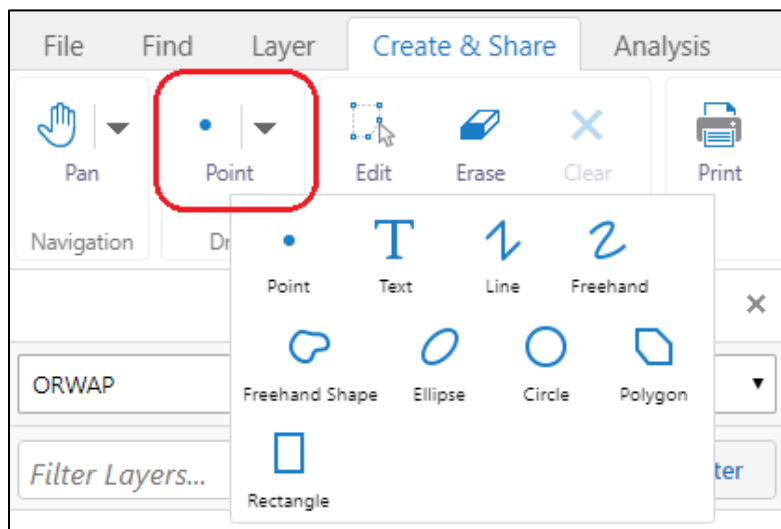 File Find Layer Create & Share Analysis
Pan Point Edit Erase Clear Print
Navigation
Point Text Line Freehand
ORWAP
Freehand Shape Ellipse Circle Polygon
Filter Layers...
Rectangle